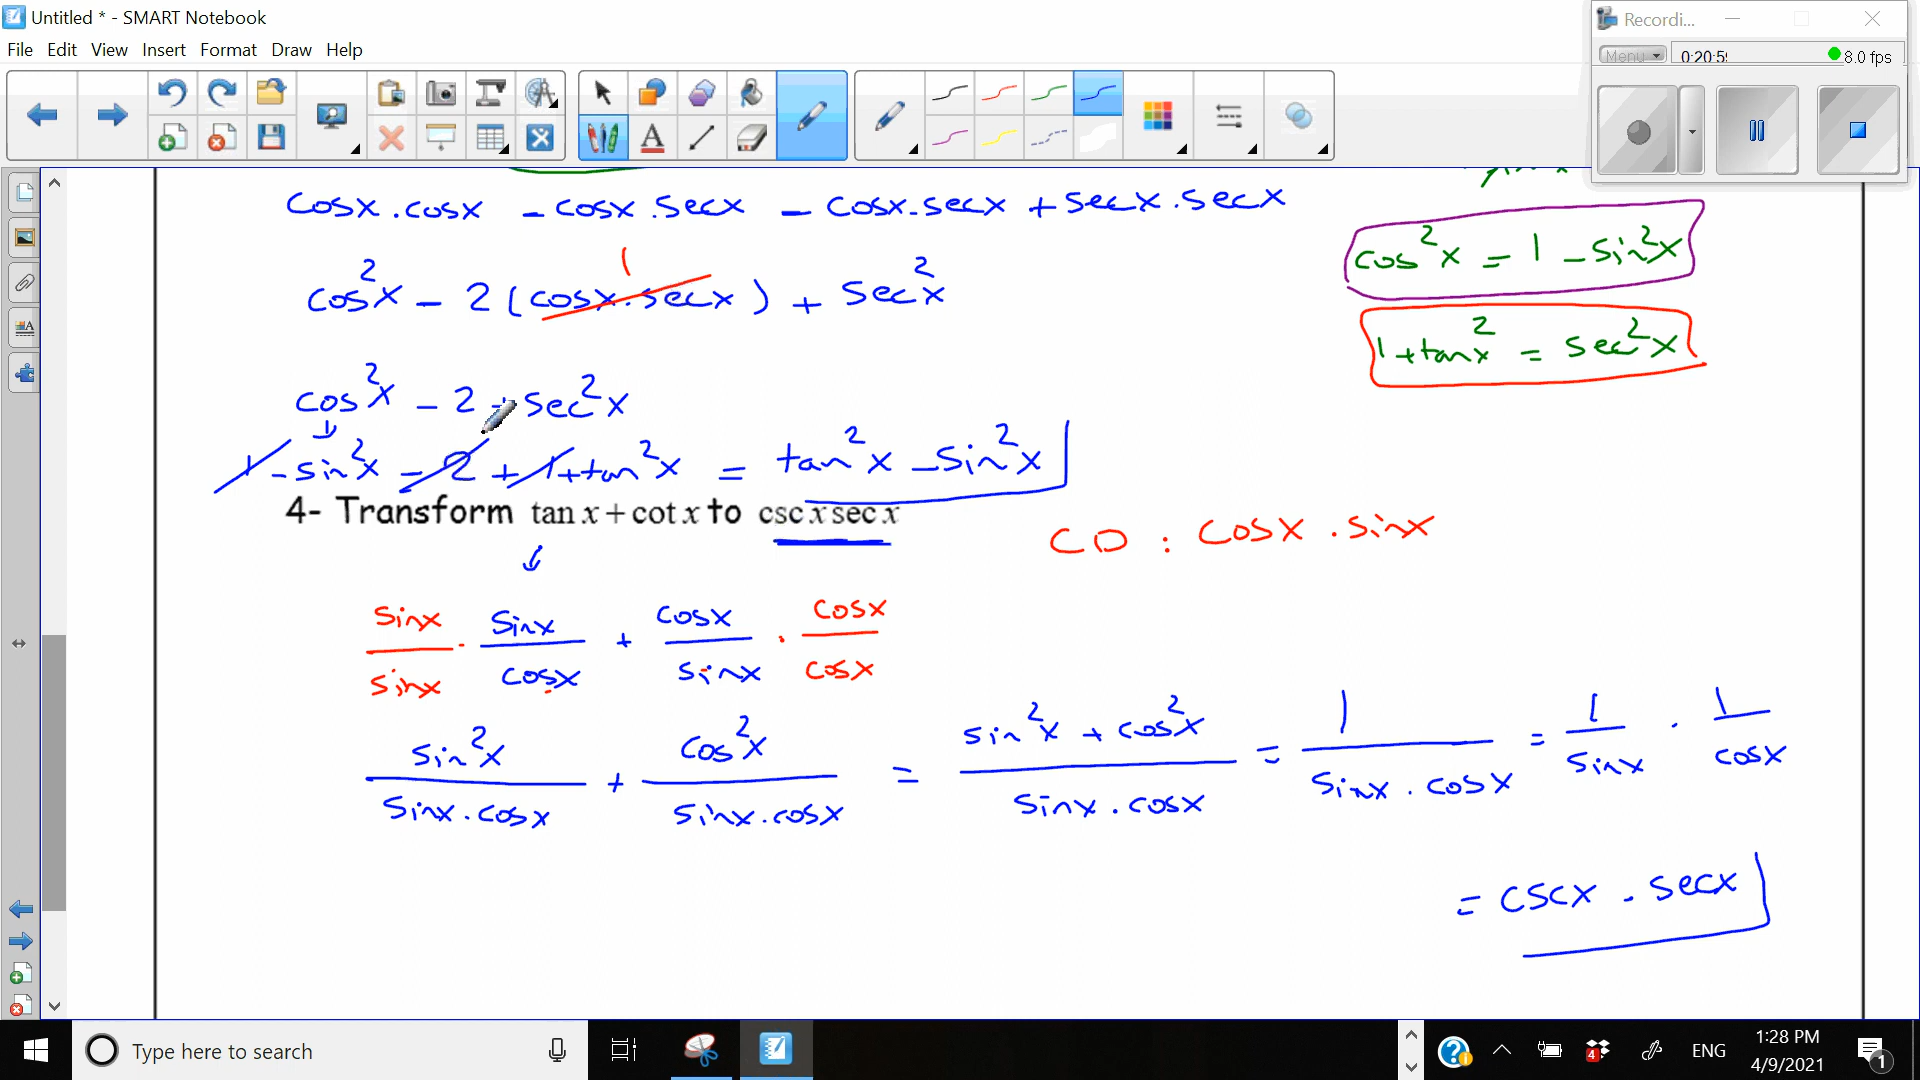 Untitled * - SMART Notebook
File Edit View Insert Format Draw Help
Recordi...
Menu
0:20:5
8.0 fps
cosx . cosx - cosx . secx - cosx - secx + secx . secx
cos²x - 2 ( cosx . secx ) + sec²x
1
cos²x - 2 + sec²x
1 - sin²x - 2 + 1 + tan²x = tan²x - sin²x
cos²x = 1 - sin²x
1 + tan²x = sec²x
4- Transform tan x + cot x to csc x sec x
CD : cosx . sinx
sinx/sinx . sinx/cosx + cosx/sinx . cosx/cosx
sin²x/sinx . cosx + cos²x/sinx . cosx = sin²x + cos²x/sinx . cosx = 1/sinx . cosx = 1/sinx . 1/cosx
= cscx . secx
Type here to search
4
ENG
1:28 PM
4/9/2021
1